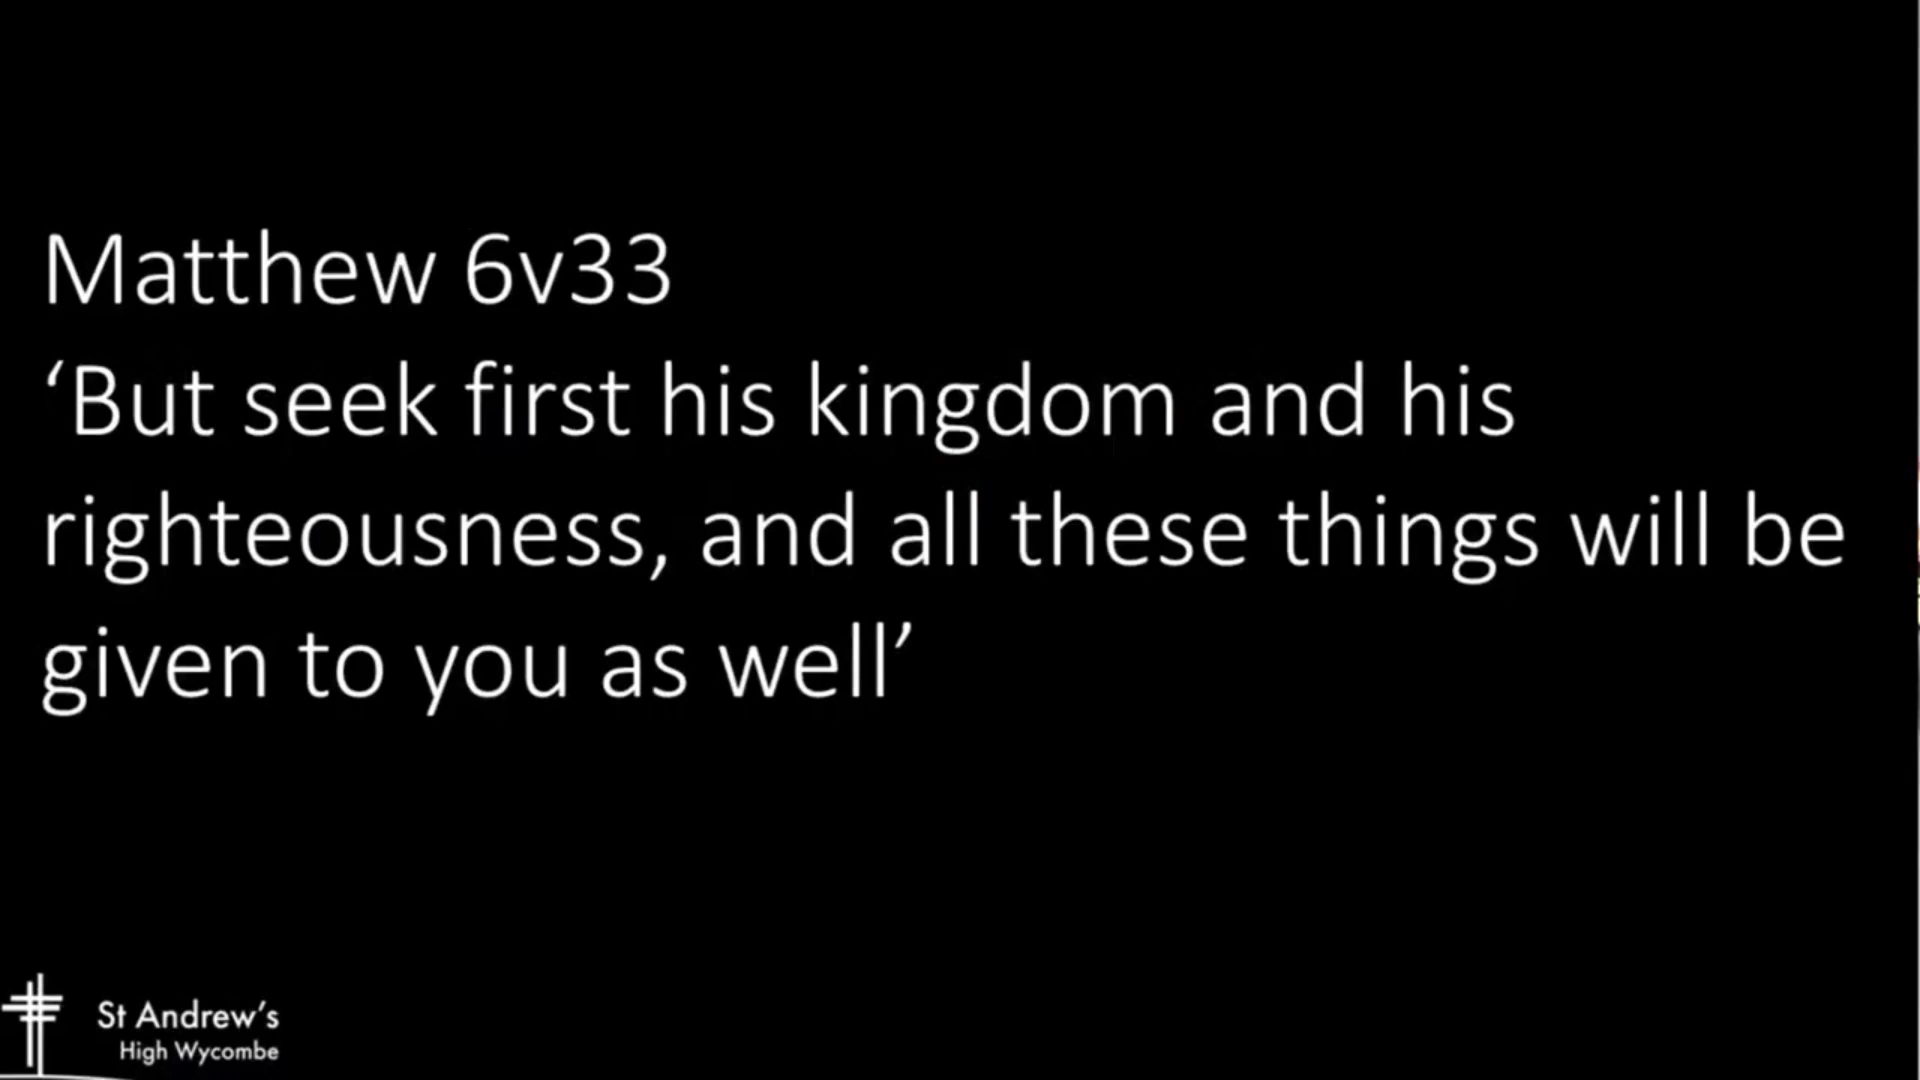 Matthew 6v33
‘But seek first his kingdom and his
righteousness, and all these things will be
given to you as well’
St Andrew’s
High Wycombe